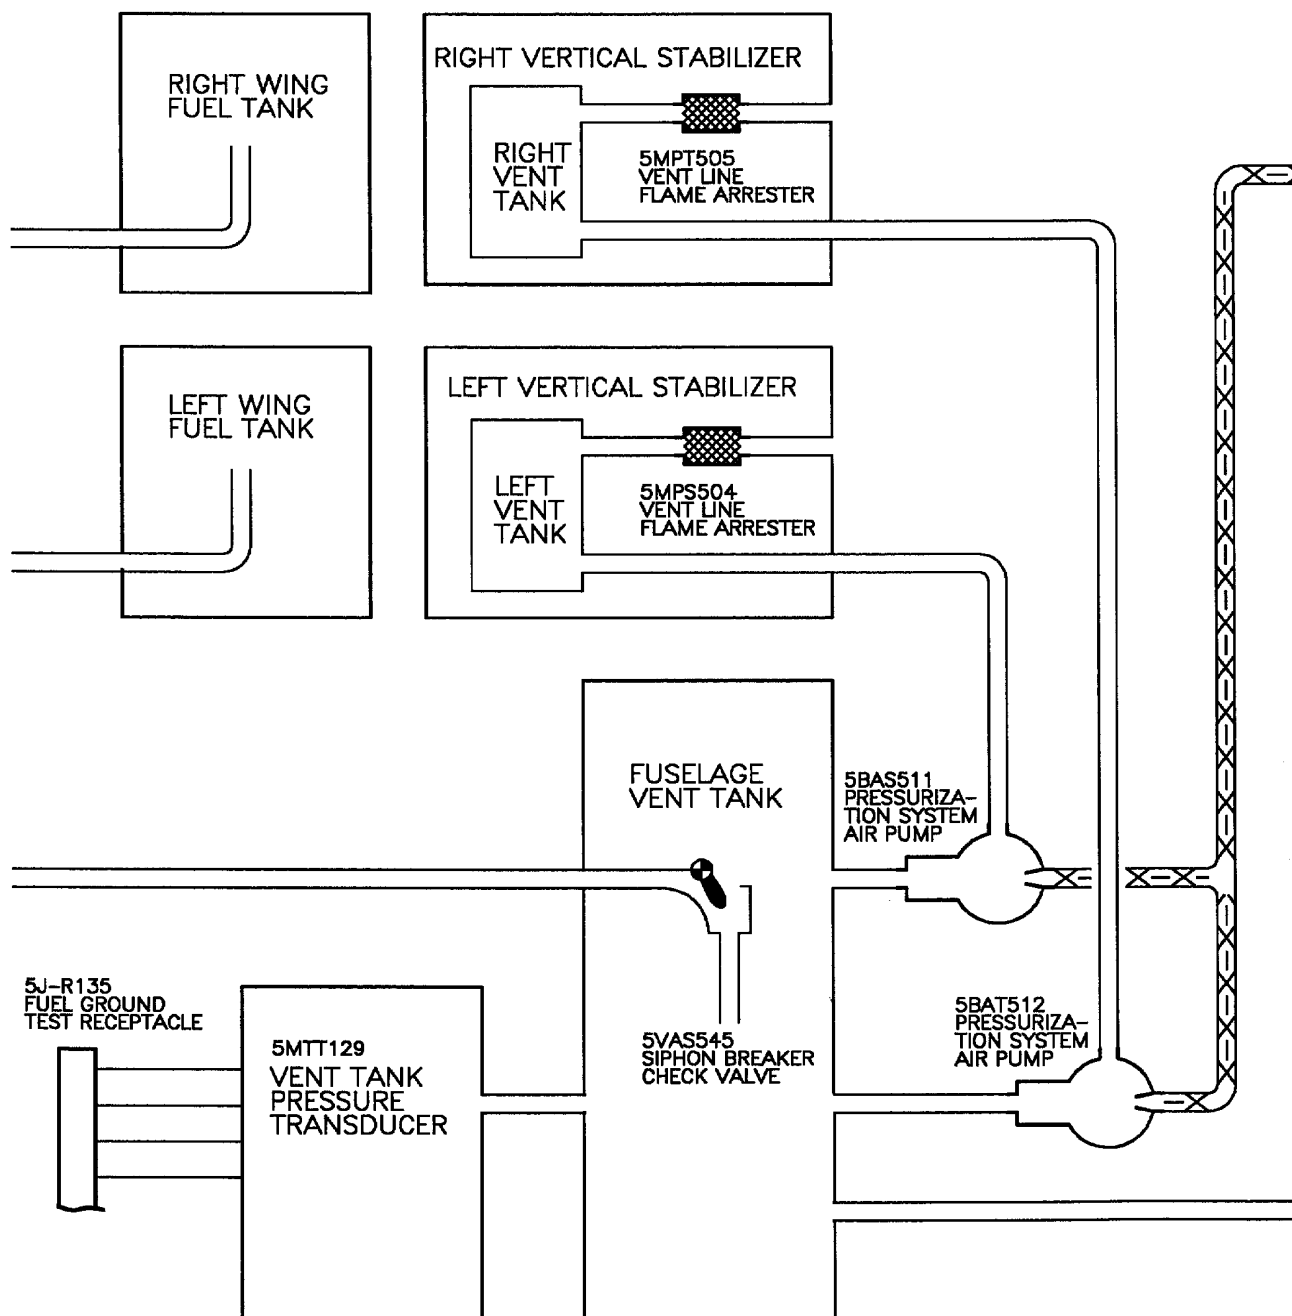 RIGHT WING
FUEL TANK
RIGHT VERTICAL STABILIZER
RIGHT
VENT
TANK
5MPT505
VENT LINE
FLAME ARRESTER
LEFT WING
FUEL TANK
LEFT VERTICAL STABILIZER
LEFT
VENT
TANK
5MPS504
VENT LINE
FLAME ARRESTER
FUSELAGE
VENT TANK
5BAS511
PRESSURIZA-
TION SYSTEM
AIR PUMP
5J-R135
FUEL GROUND
TEST RECEPTACLE
5MTT129
VENT TANK
PRESSURE
TRANSDUCER
5VAS545
SIPHON BREAKER
CHECK VALVE
5BAT512
PRESSURIZA-
TION SYSTEM
AIR PUMP